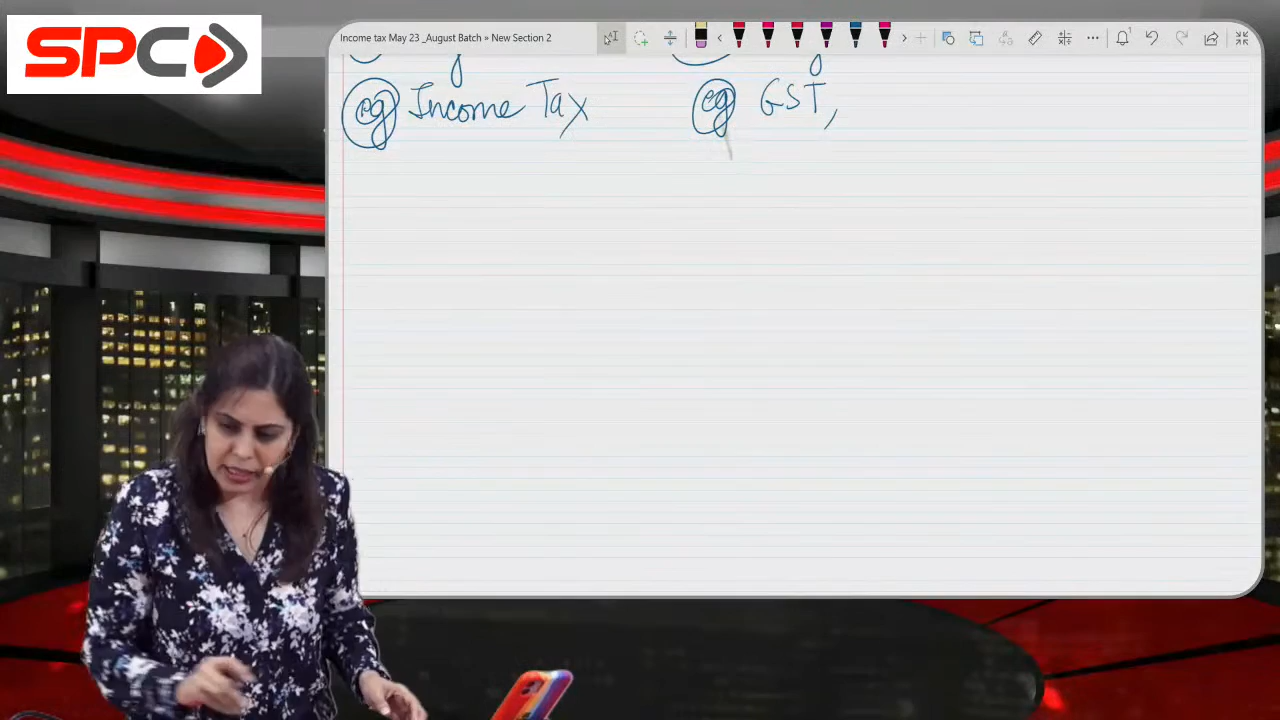 SPC
Income tax May 23 _August Batch » New Section 2
eg Income Tax
eg GST,